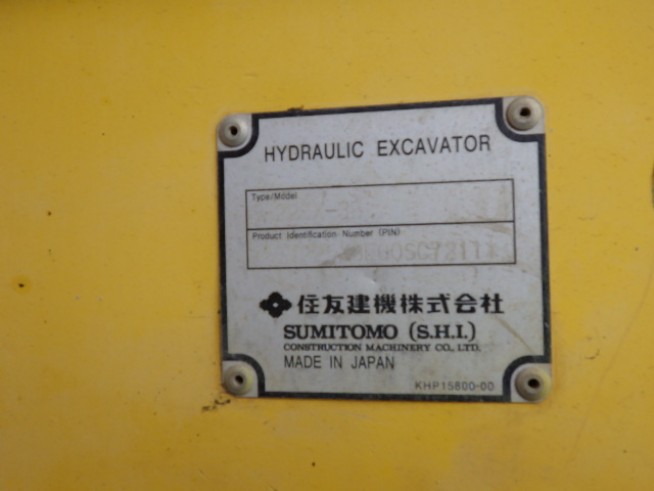 HYDRAULIC EXCAVATOR
Type/Model
Product Identification Number (PIN)
住友建機株式会社
SUMITOMO (S.H.I.)
CONSTRUCTION MACHINERY CO., LTD.
MADE IN JAPAN
KHP15800-00